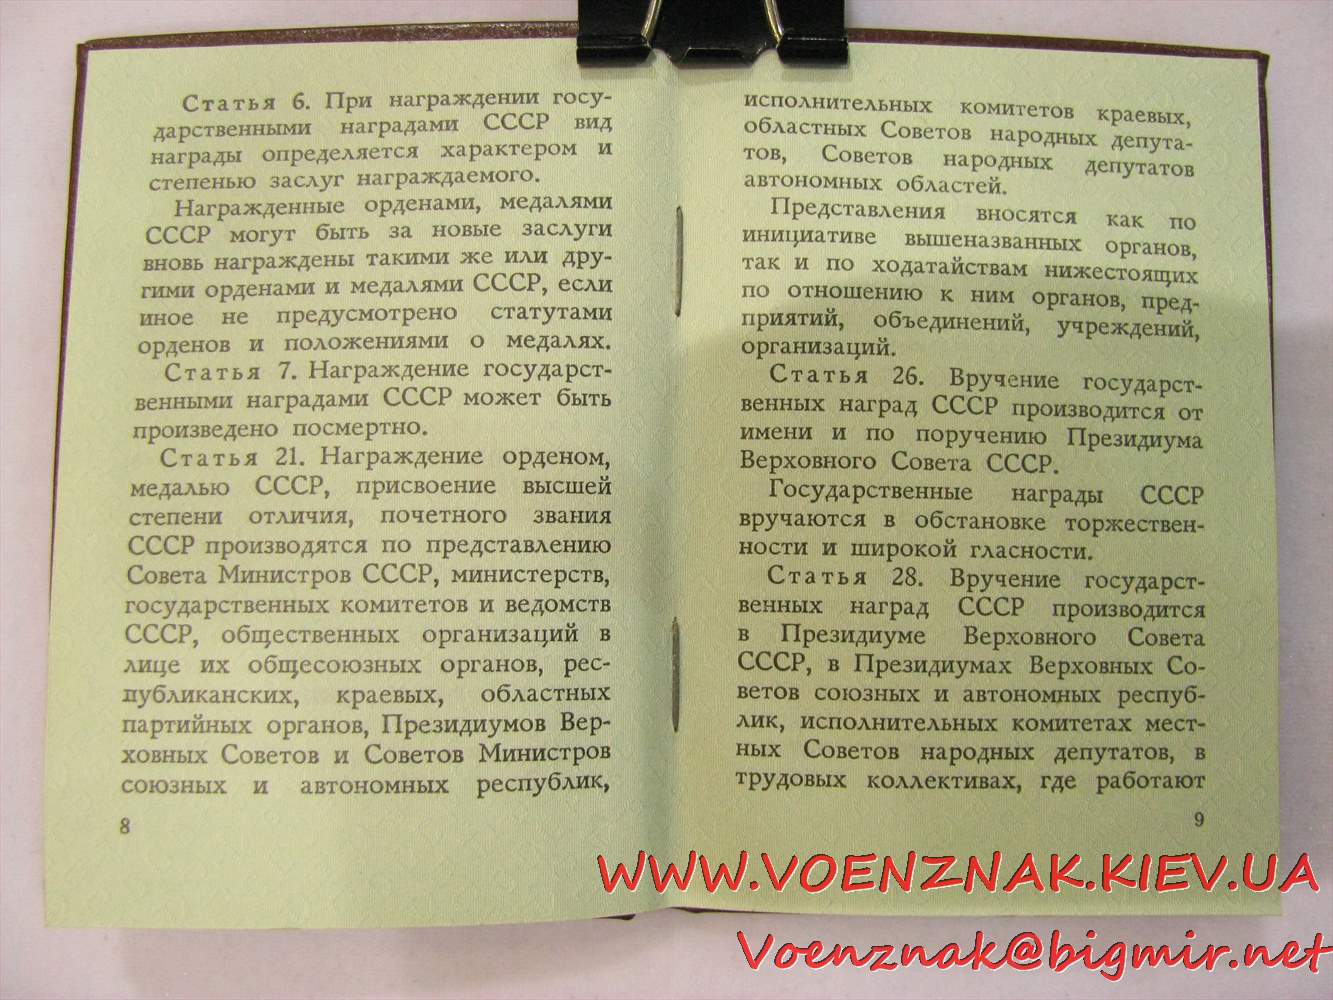 Статья 6. При награждении госу-
дарственными наградами СССР вид
награды определяется характером и
степенью заслуг награждаемого.
Награжденные орденами, медалями
СССР могут быть за новые заслуги
вновь награждены такими же или дру-
гими орденами и медалями СССР, если
иное не предусмотрено статутами
орденов и положениями о медалях.
Статья 7. Награждение государст-
венными наградами СССР может быть
произведено посмертно.
Статья 21. Награждение орденом,
медалью СССР, присвоение высшей
степени отличия, почетного звания
СССР производятся по представлению
Совета Министров СССР, министерств,
государственных комитетов и ведомств
СССР, общественных организаций в
лице их общесоюзных органов, рес-
публиканских, краевых, областных
партийных органов, Президиумов Вер-
ховных Советов и Советов Министров
союзных и автономных республик,
8
исполнительных комитетов краевых,
областных Советов народных депута-
тов, Советов народных депутатов
автономных областей.
Представления вносятся как по
инициативе вышеназванных органов,
так и по ходатайствам нижестоящих
по отношению к ним органов, пред-
приятий, объединений, учреждений,
организаций.
Статья 26. Вручение государст-
венных наград СССР производится от
имени и по поручению Президиума
Верховного Совета СССР.
Государственные награды СССР
вручаются в обстановке торжествен-
ности и широкой гласности.
Статья 28. Вручение государст-
венных наград СССР производится
в Президиуме Верховного Совета
СССР, в Президиумах Верховных Со-
ветов союзных и автономных респуб-
лик, исполнительных комитетах мест-
ных Советов народных депутатов, в
трудовых коллективах, где работают
9
WWW.VOENZNAK.KIEV.UA
Voenznak@bigmir.net